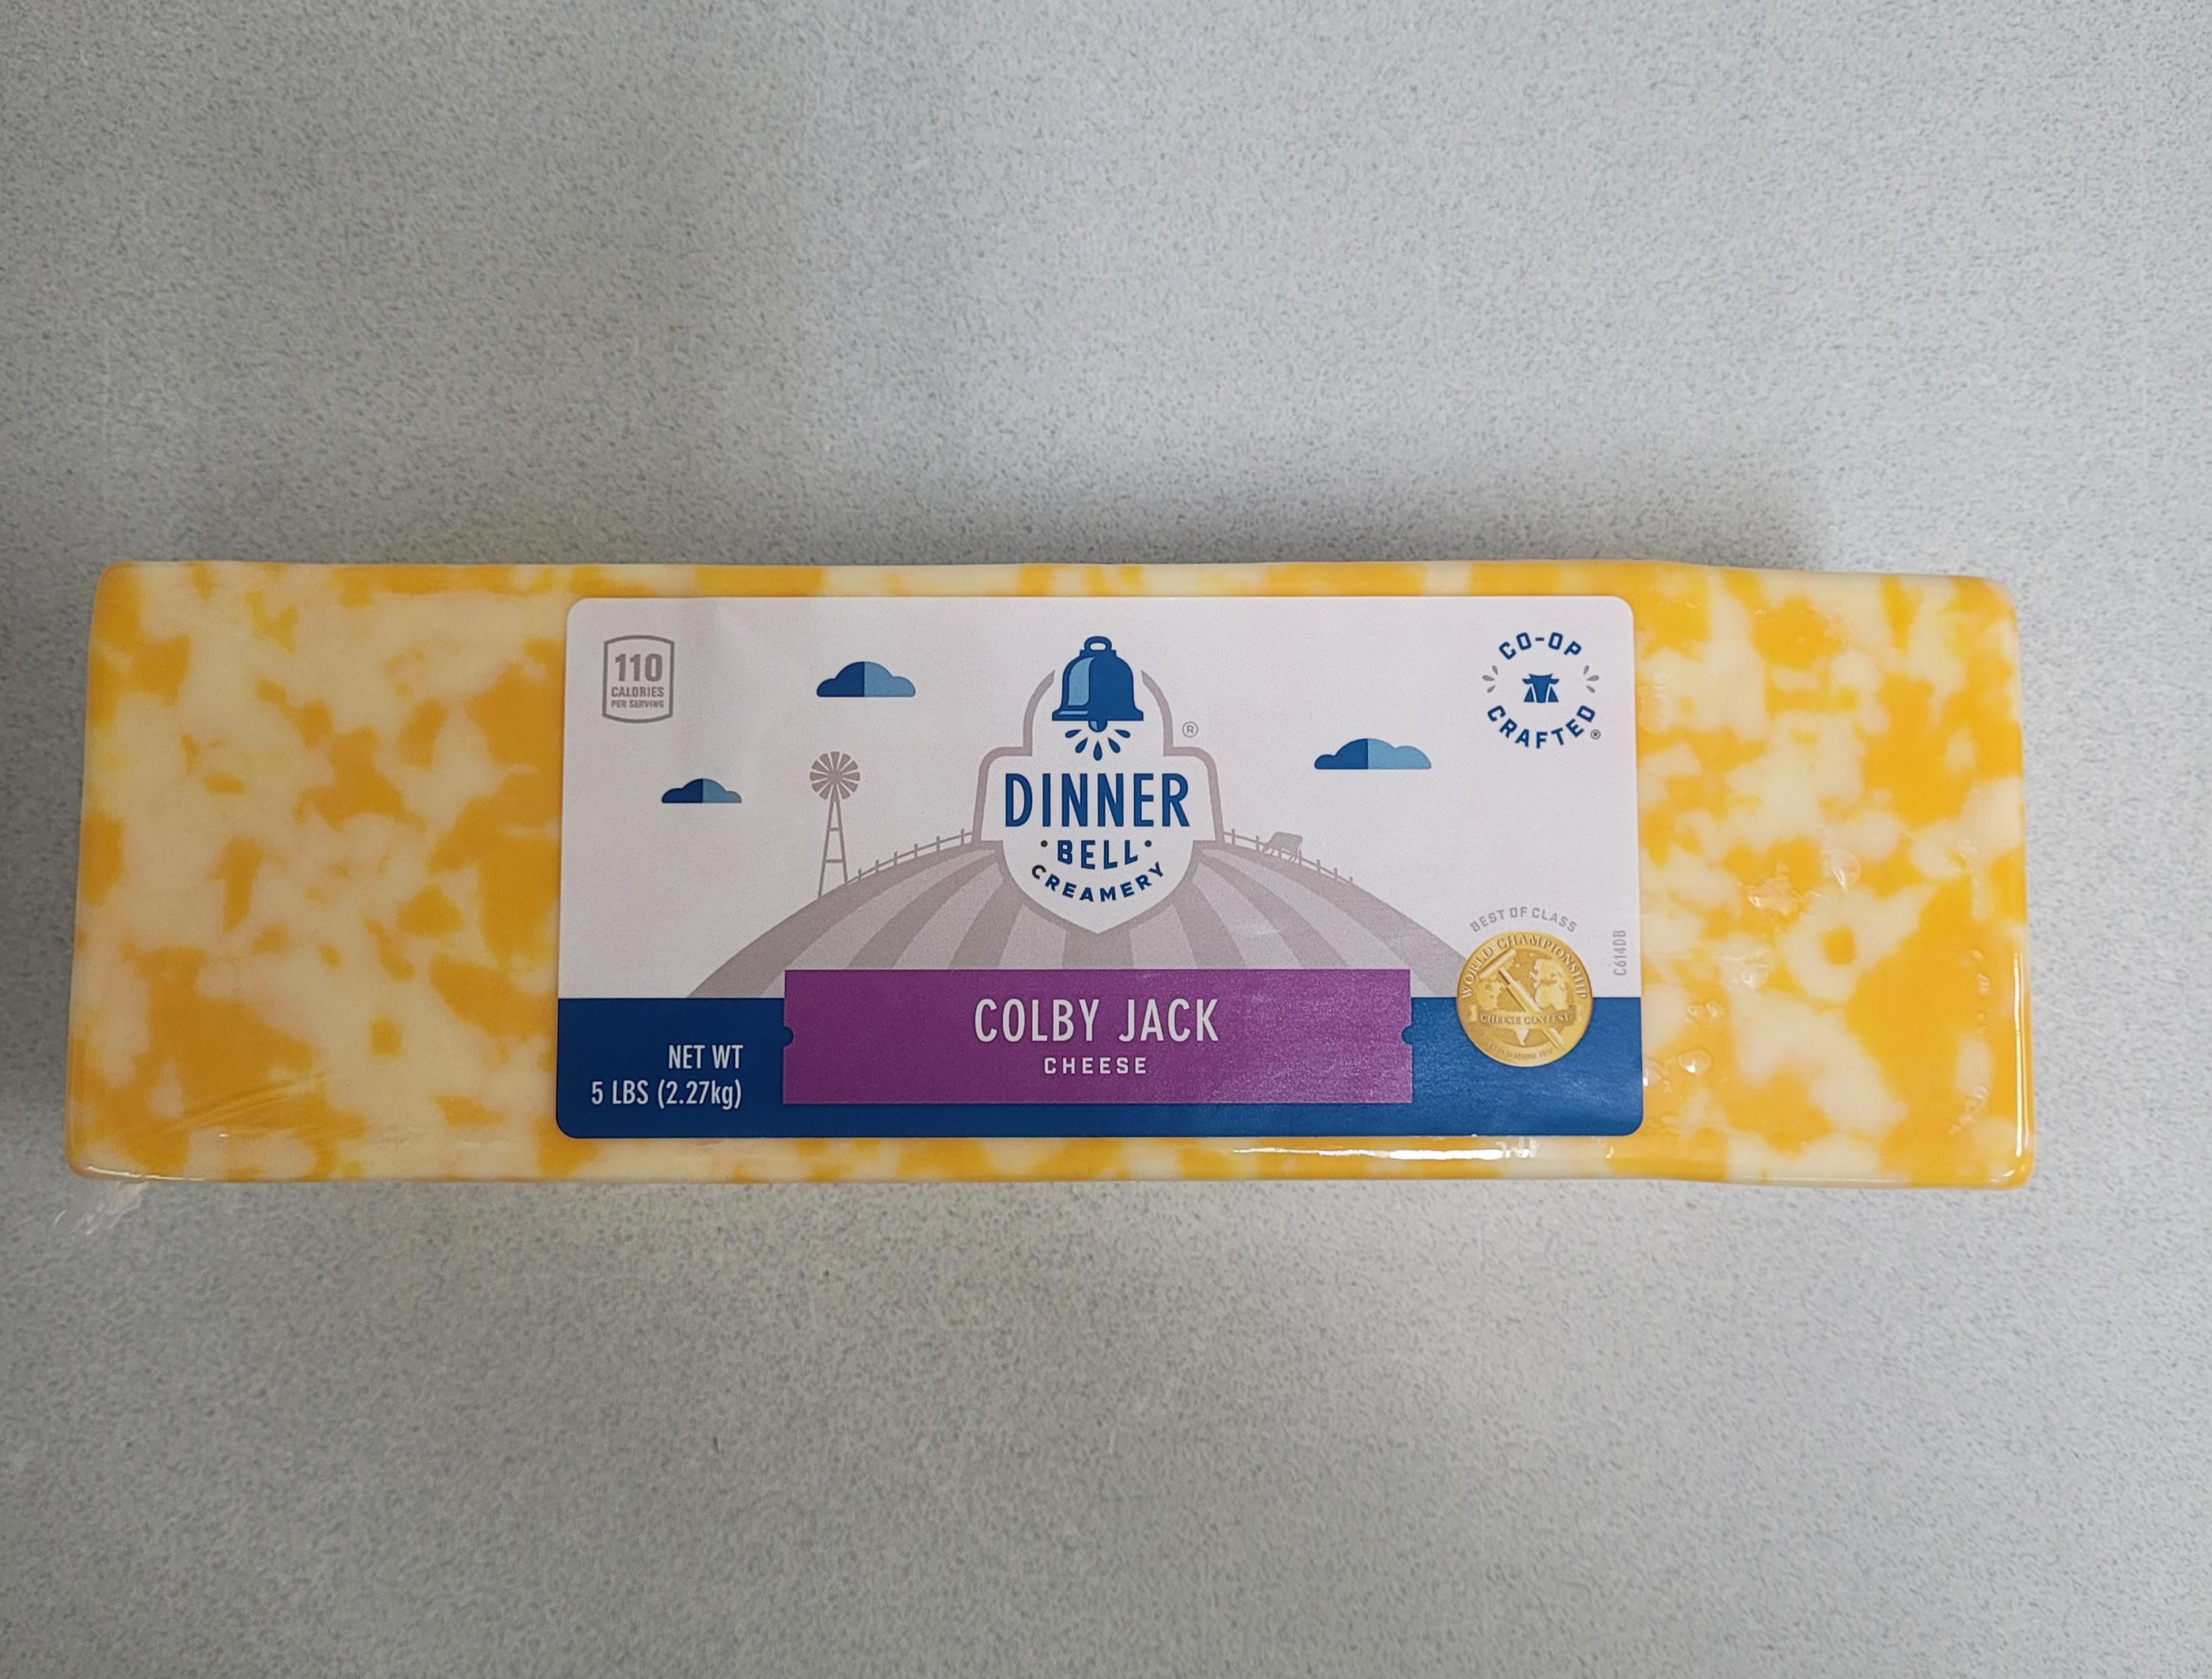 110
CALORIES
PER SERVING
CO-OP
CRAFTED®
®
DINNER
·BELL·
CREAMERY
BEST OF CLASS
WORLD CHAMPIONSHIP
CHEESE CONTEST
C614DB
COLBY JACK
CHEESE
NET WT
5 LBS (2.27kg)